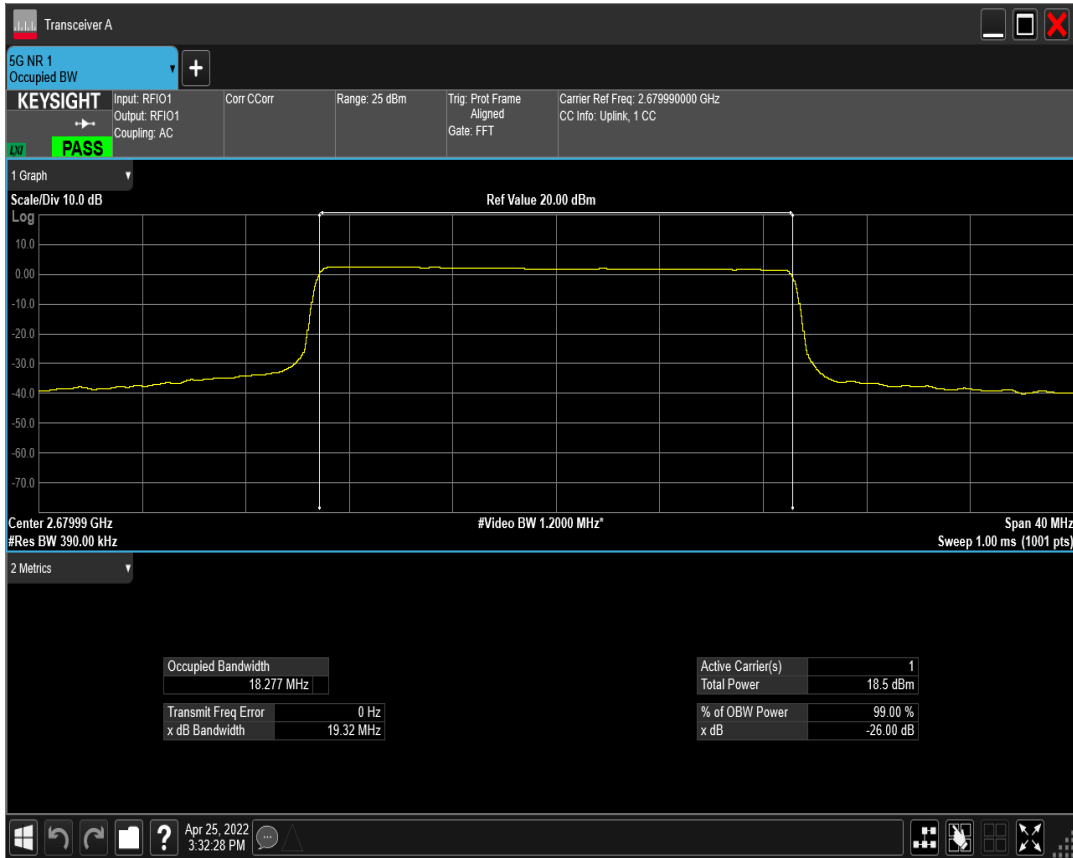 Transceiver A
5G NR 1
Occupied BW
KEYSIGHT
LXI
PASS
Input: RFIO1
Output: RFIO1
Coupling: AC
Corr CCorr
Range: 25 dBm
Trig: Prot Frame
Aligned
Gate: FFT
Carrier Ref Freq: 2.679990000 GHz
CC Info: Uplink, 1 CC
1 Graph
Scale/Div 10.0 dB
Ref Value 20.00 dBm
Log
10.0
0.00
-10.0
-20.0
-30.0
-40.0
-50.0
-60.0
-70.0
Center 2.67999 GHz
#Video BW 1.2000 MHz*
Span 40 MHz
#Res BW 390.00 kHz
Sweep 1.00 ms (1001 pts)
2 Metrics
Occupied Bandwidth
18.277 MHz
Transmit Freq Error 0 Hz
x dB Bandwidth 19.32 MHz
Active Carrier(s) 1
Total Power 18.5 dBm
% of OBW Power 99.00 %
x dB -26.00 dB
?
Apr 25, 2022
3:32:28 PM